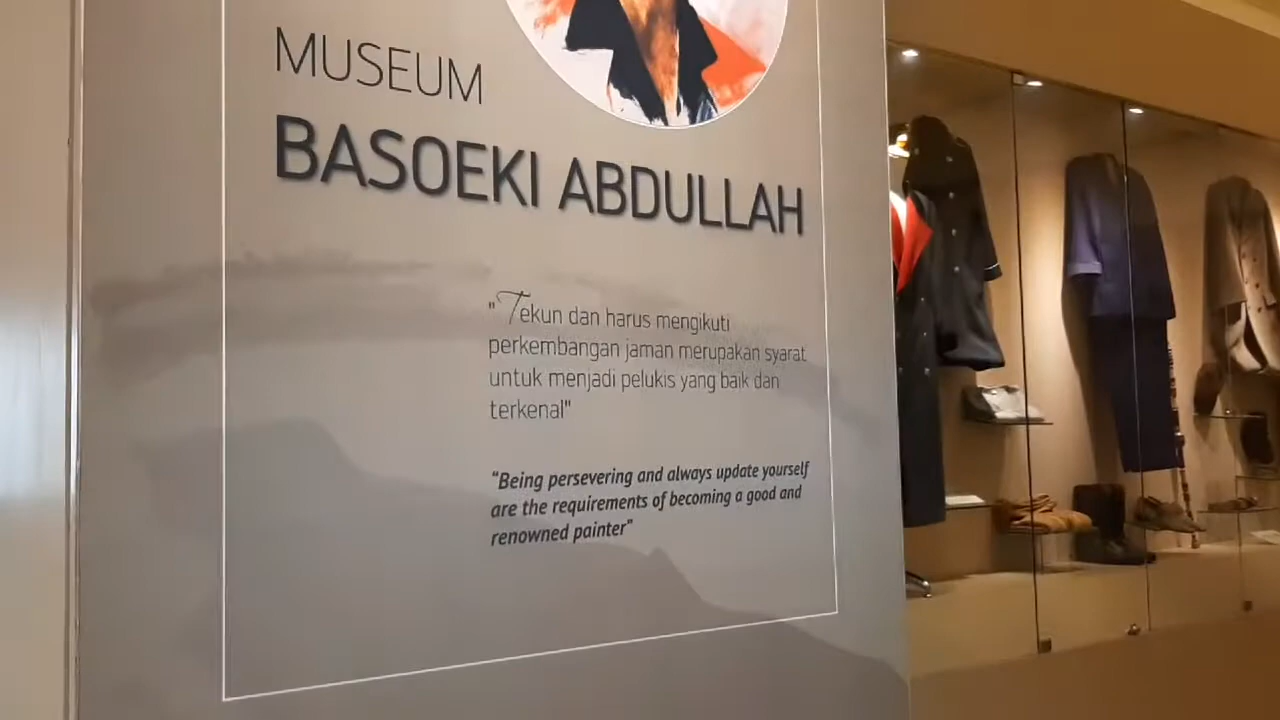 MUSEUM
BASOEKI ABDULLAH
"Tekun dan harus mengikuti
perkembangan jaman merupakan syarat
untuk menjadi pelukis yang baik dan
terkenal"
"Being persevering and always update yourself
are the requirements of becoming a good and
renowned painter"